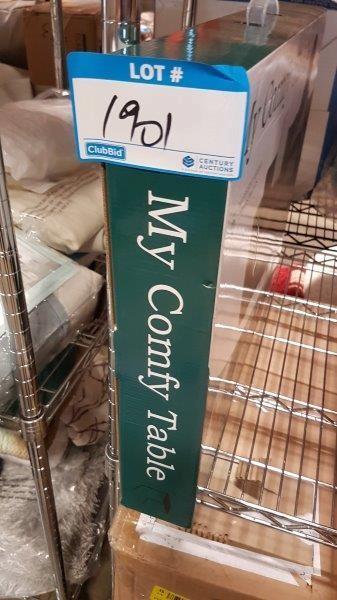 LOT #
1901
ClubBid
CENTURY
AUCTIONS
My Comfy Table